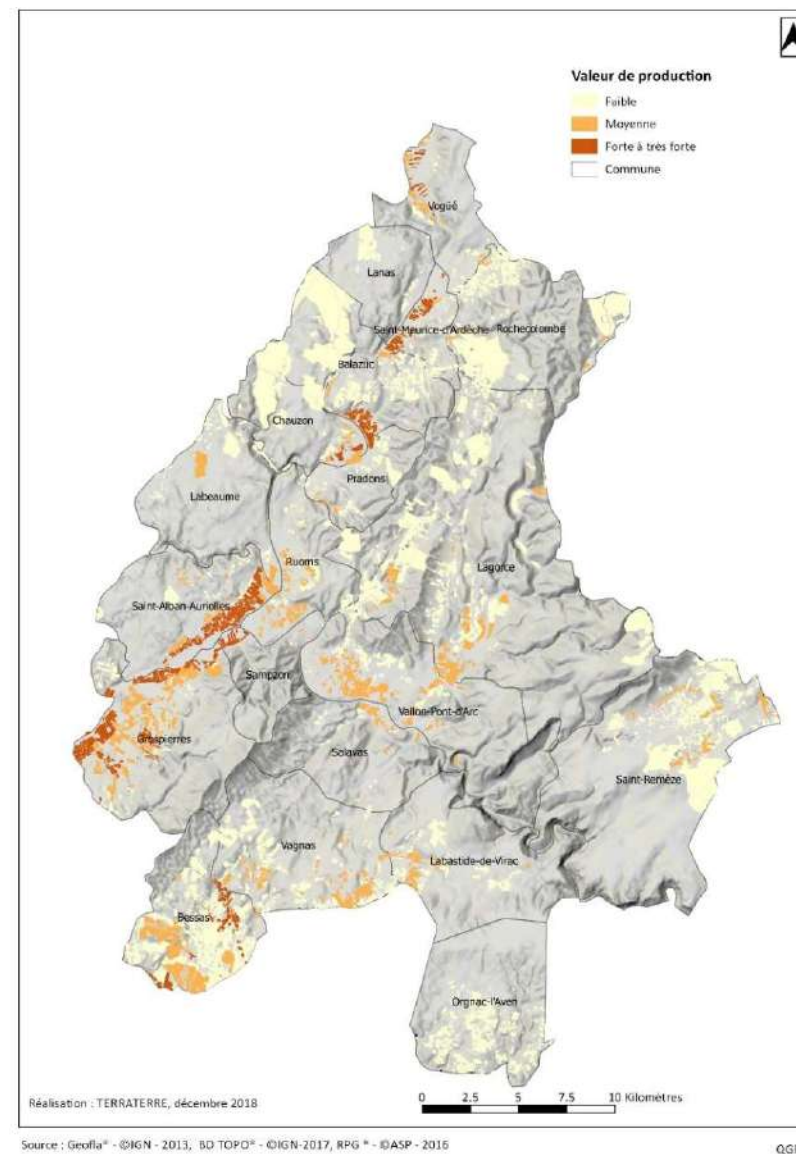 Valeur de production
Faible
Moyenne
Forte à très forte
Commune
Vogüé
Lanas
Saint-Maurice-d'Ardèche
Rochecolombe
Balazuc
Chauzon
Pradons
Labeaume
Ruoms
Lagorce
Saint-Alban-Auriolles
Sampzon
Vallon-Pont-d'Arc
Grospierres
Salavas
Saint-Remèze
Vagnas
Labastide-de-Virac
Bessas
Orgnac-l'Aven
Réalisation : TERRATERRE, décembre 2018
0 2.5 5 7.5 10 Kilomètres
Source : Geofla® - ©IGN - 2013, BD TOPO® - ©IGN-2017, RPG ® - ©ASP - 2016